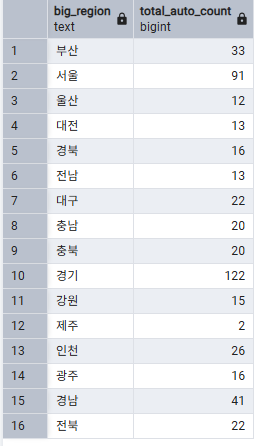 big_region total_auto_count
text bigint
1 부산 33
2 서울 91
3 울산 12
4 대전 13
5 경북 16
6 전남 13
7 대구 22
8 충남 20
9 충북 20
10 경기 122
11 강원 15
12 제주 2
13 인천 26
14 광주 16
15 경남 41
16 전북 22